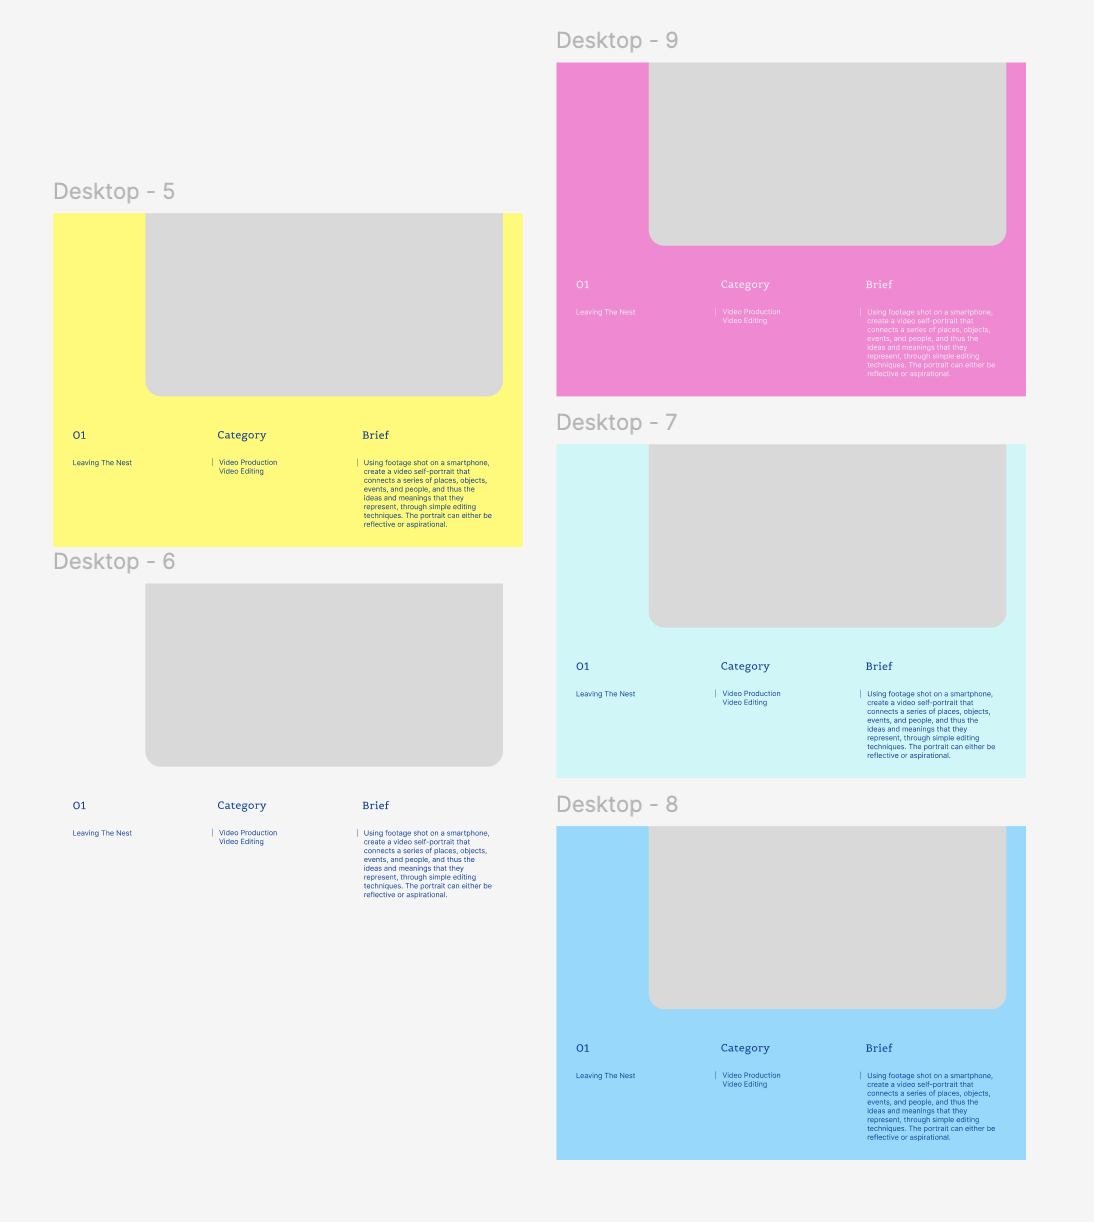 Desktop - 5
01
Leaving The Nest
Category
Video Production
Video Editing
Brief
Using footage shot on a smartphone,
create a video self-portrait that
connects a series of places, objects,
events, and people, and thus the
ideas and meanings that they
represent, through simple editing
techniques. The portrait can either be
reflective or aspirational.
Desktop - 6
01
Leaving The Nest
Category
Video Production
Video Editing
Brief
Using footage shot on a smartphone,
create a video self-portrait that
connects a series of places, objects,
events, and people, and thus the
ideas and meanings that they
represent, through simple editing
techniques. The portrait can either be
reflective or aspirational.
Desktop - 9
01
Leaving The Nest
Category
Video Production
Video Editing
Brief
Using footage shot on a smartphone,
create a video self-portrait that
connects a series of places, objects,
events, and people, and thus the
ideas and meanings that they
represent, through simple editing
techniques. The portrait can either be
reflective or aspirational.
Desktop - 7
01
Leaving The Nest
Category
Video Production
Video Editing
Brief
Using footage shot on a smartphone,
create a video self-portrait that
connects a series of places, objects,
events, and people, and thus the
ideas and meanings that they
represent, through simple editing
techniques. The portrait can either be
reflective or aspirational.
Desktop - 8
01
Leaving The Nest
Category
Video Production
Video Editing
Brief
Using footage shot on a smartphone,
create a video self-portrait that
connects a series of places, objects,
events, and people, and thus the
ideas and meanings that they
represent, through simple editing
techniques. The portrait can either be
reflective or aspirational.